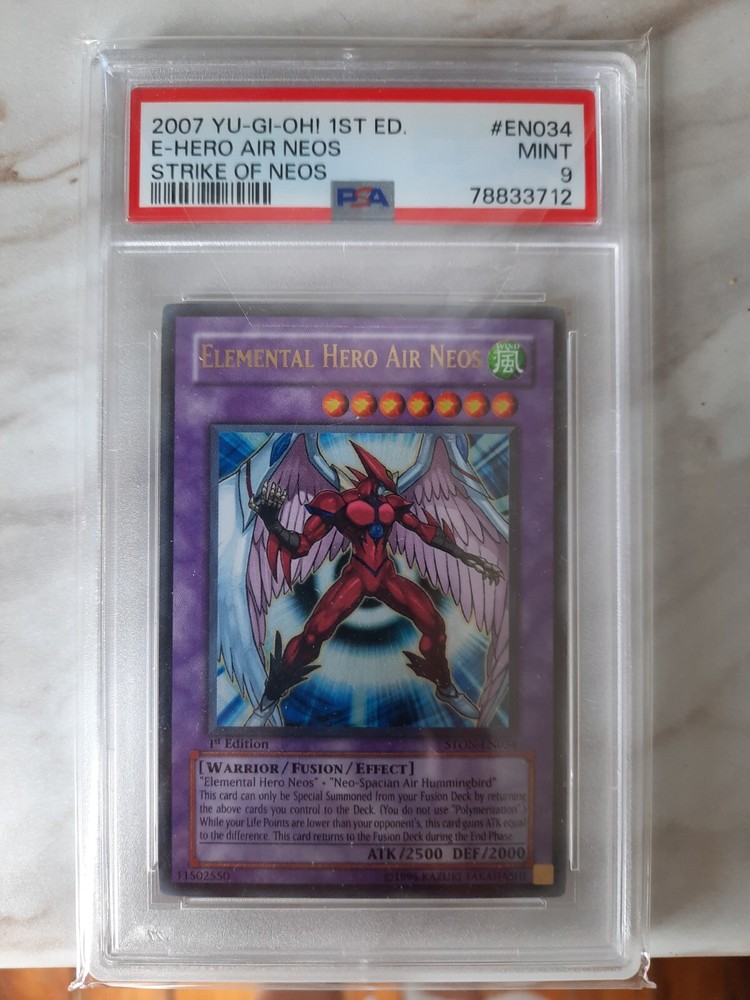 2007 YU-GI-OH! 1ST ED. #EN034
E-HERO AIR NEOS MINT
STRIKE OF NEOS 9
PSA 78833712
ELEMENTAL HERO AIR NEOS WIND 風
1st Edition STON-EN034
[WARRIOR/FUSION/EFFECT]
"Elemental Hero Neos" + "Neo-Spacian Air Hummingbird"
This card can only be Special Summoned from your Fusion Deck by returning
the above cards you control to the Deck. (You do not use "Polymerization".)
While your Life Points are lower than your opponent's, this card gains ATK equal
to the difference. This card returns to the Fusion Deck during the End Phase.
ATK/2500 DEF/2000
11502550 ©1996 KAZUKI TAKAHASHI